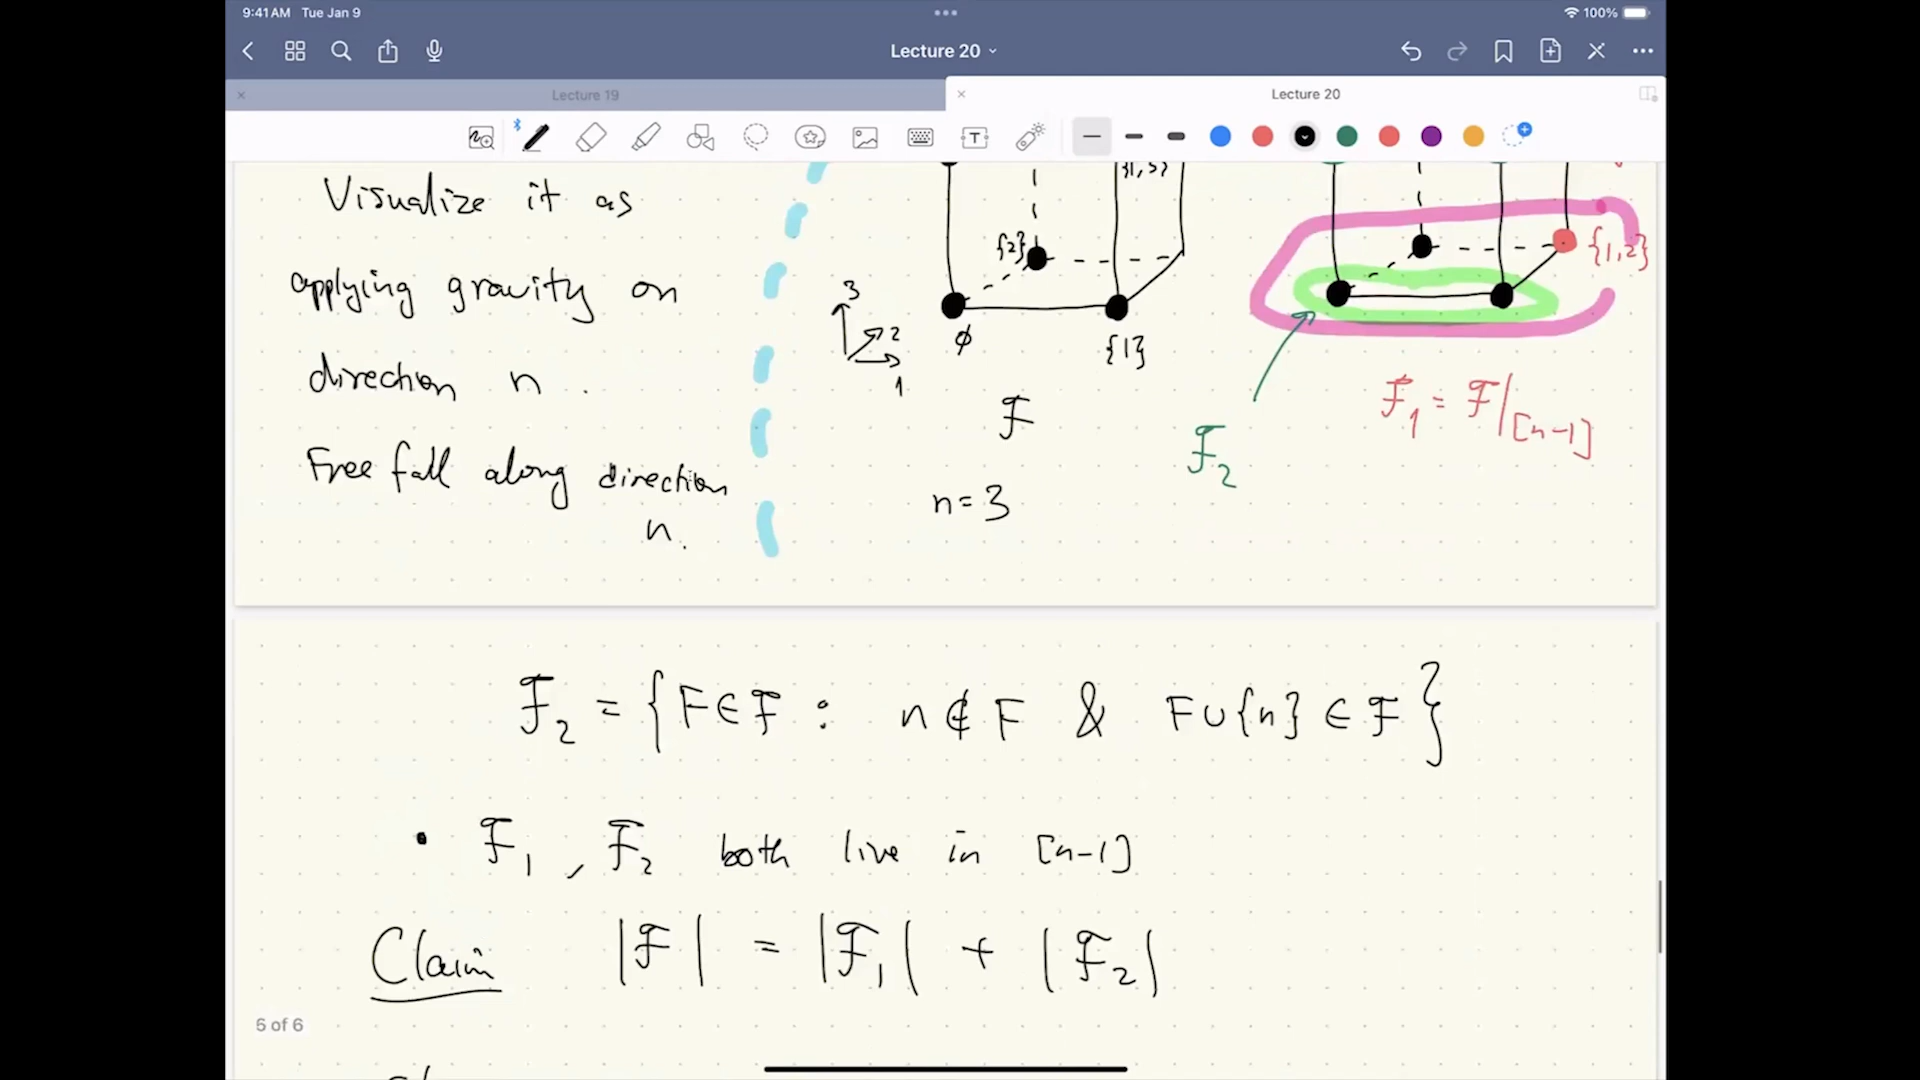 9:41 AM Tue Jan 9
100%
Lecture 20
Lecture 19
Lecture 20
Visualize it as
applying gravity on
direction n.
Free fall along direction
n.
{1,3}
{2}
∅
{1}
3
2
1
ℱ
n=3
{1,2}
ℱ₂
ℱ₁ = ℱ|[n-1]
ℱ₂ = {F∈ℱ : n∉F & F∪{n} ∈ ℱ}
• ℱ₁, ℱ₂ both live in [n-1]
Claim |ℱ| = |ℱ₁| + |ℱ₂|
5 of 6